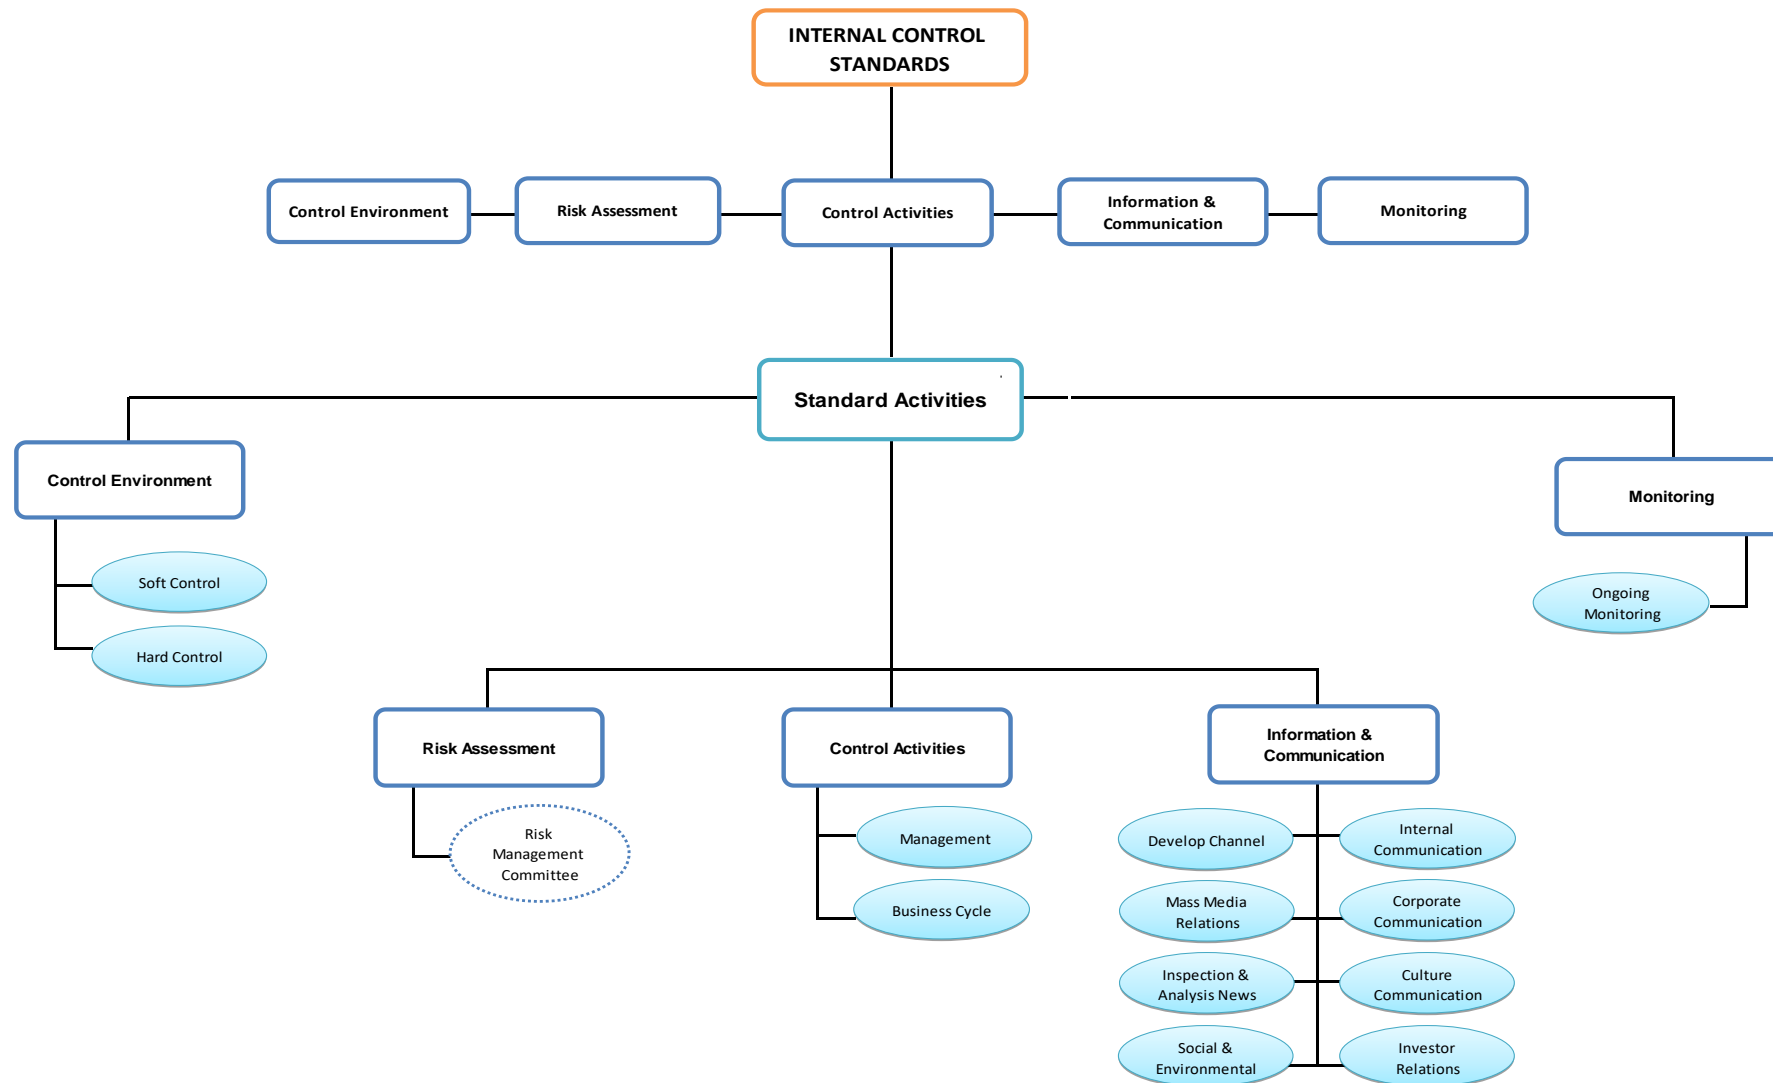 INTERNAL CONTROL
STANDARDS
Control Environment
Risk Assessment
Control Activities
Information &
Communication
Monitoring
Standard Activities
Control Environment
Soft Control
Hard Control
Monitoring
Ongoing
Monitoring
Risk Assessment
Risk
Management
Committee
Control Activities
Management
Business Cycle
Information &
Communication
Develop Channel
Internal
Communication
Mass Media
Relations
Corporate
Communication
Inspection &
Analysis News
Culture
Communication
Social &
Environmental
Investor
Relations